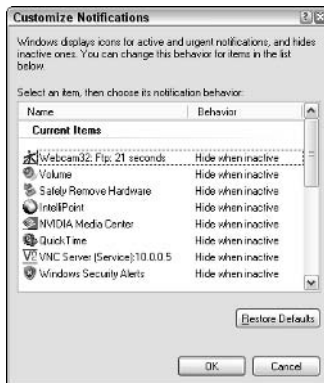 Customize Notifications
Windows displays icons for active and urgent notifications, and hides
inactive ones. You can change this behavior for items in the list
below.
Select an item, then choose its notification behavior:
Name Behavior
Current Items
Webcam32: Ftp: 21 seconds Hide when inactive
Volume Hide when inactive
Safely Remove Hardware Hide when inactive
IntelliPoint Hide when inactive
NVIDIA Media Center Hide when inactive
QuickTime Hide when inactive
VNC Server (Service):10.0.0.5 Hide when inactive
Windows Security Alerts Hide when inactive
Restore Defaults
OK Cancel